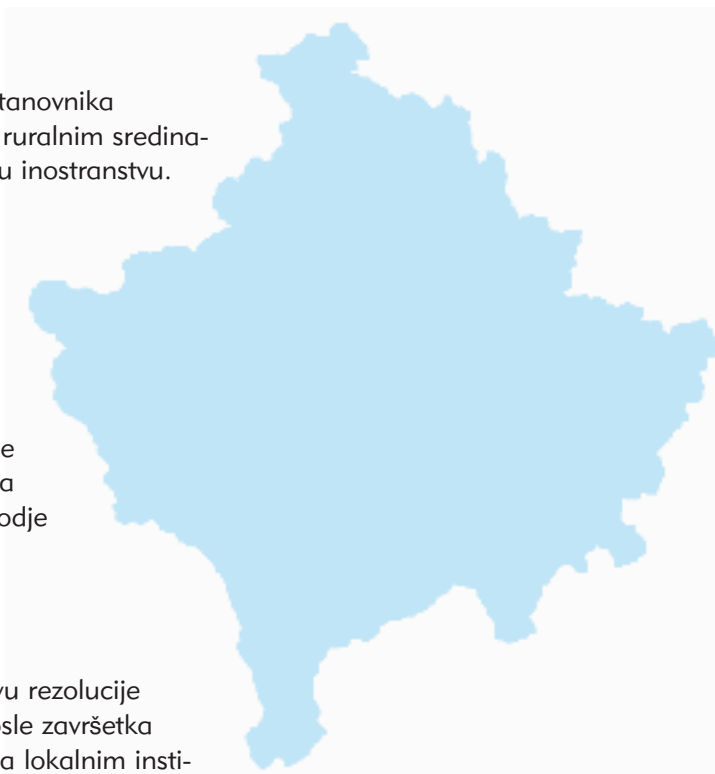 tanovnika
ruralnim sredina-
u inostranstvu.
e
a
odje
vu rezolucije
osle završetka
a lokalnim insti-